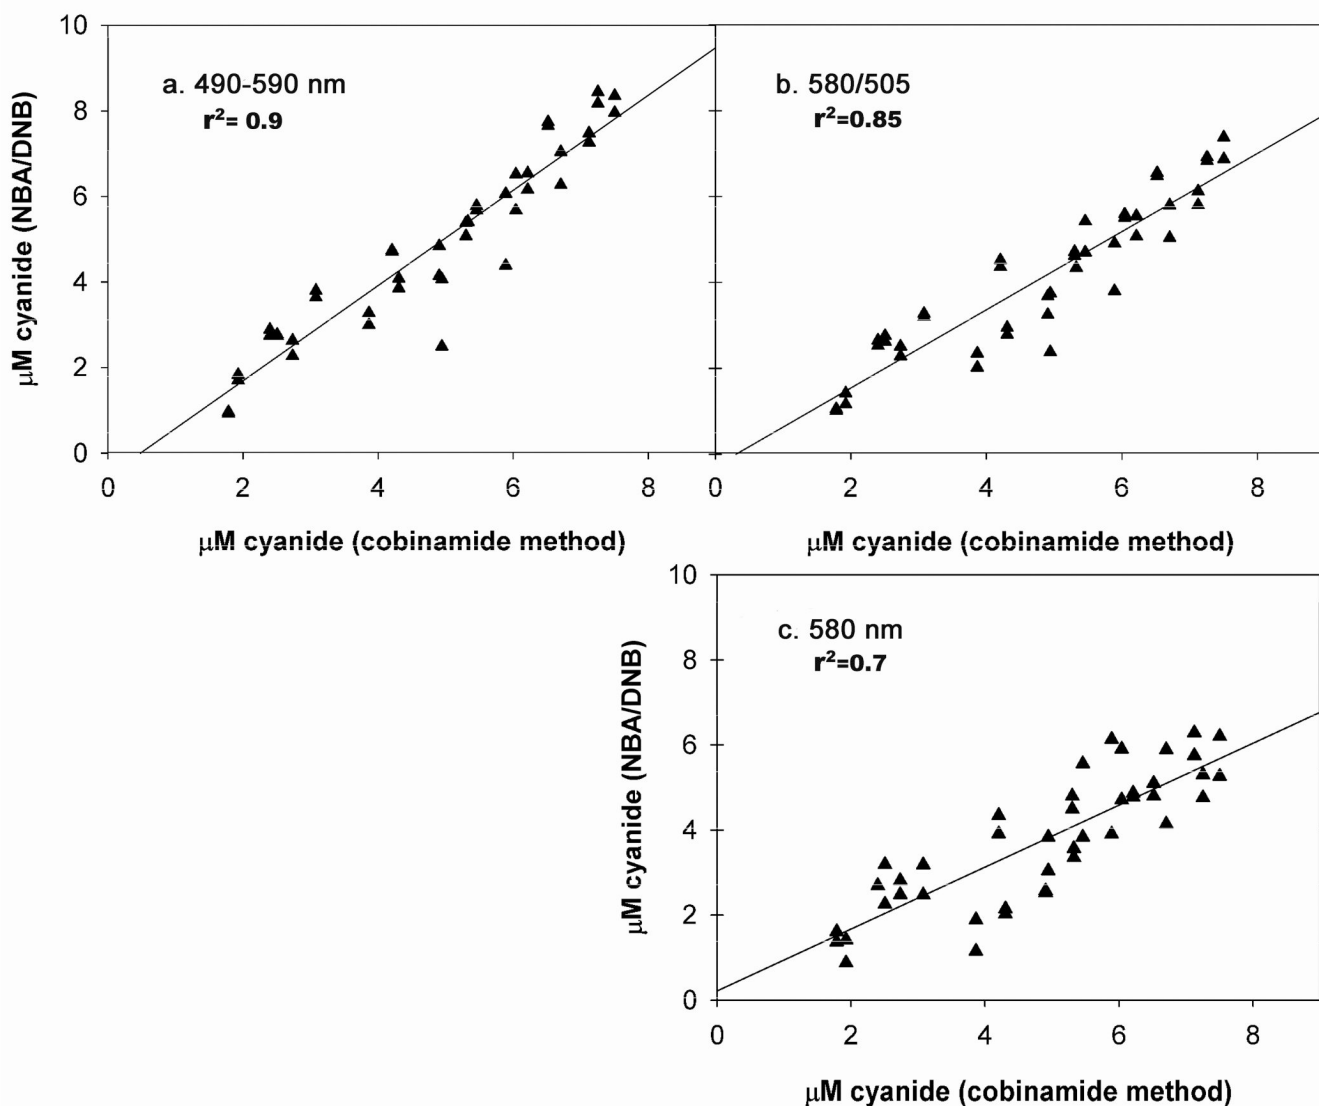 a. 490-590 nm
r²= 0.9
10
8
6
4
2
0
μM cyanide (NBA/DNB)
0 2 4 6 8
μM cyanide (cobinamide method)
b. 580/505
r²=0.85
0 2 4 6 8
μM cyanide (cobinamide method)
c. 580 nm
r²=0.7
10
8
6
4
2
0
μM cyanide (NBA/DNB)
0 2 4 6 8
μM cyanide (cobinamide method)